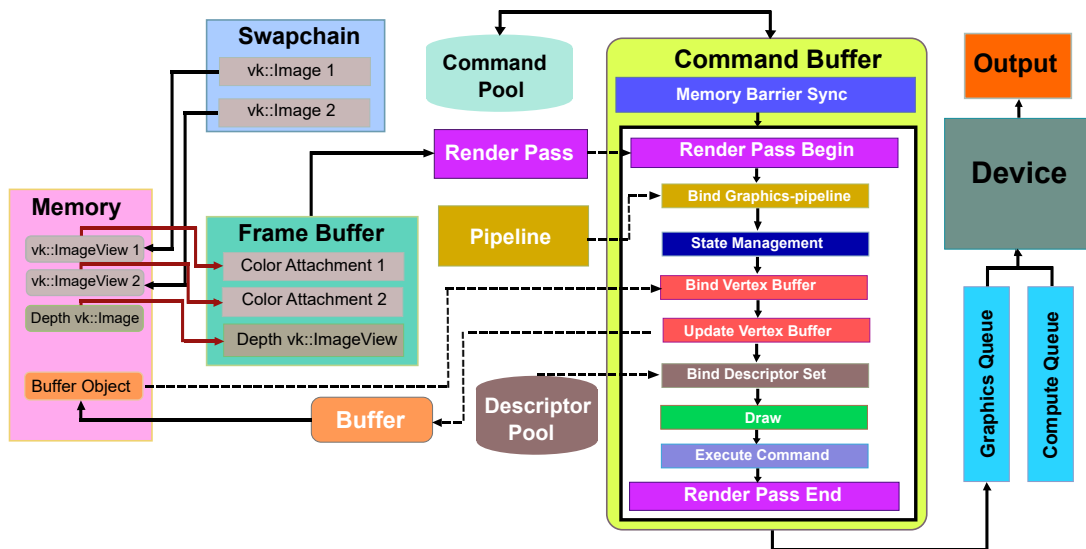 Swapchain
vk::Image 1
vk::Image 2
Memory
vk::ImageView 1
vk::ImageView 2
Depth vk::Image
Buffer Object
Frame Buffer
Color Attachment 1
Color Attachment 2
Depth vk::ImageView
Buffer
Command
Pool
Render Pass
Pipeline
Descriptor
Pool
Command Buffer
Memory Barrier Sync
Render Pass Begin
Bind Graphics-pipeline
State Management
Bind Vertex Buffer
Update Vertex Buffer
Bind Descriptor Set
Draw
Execute Command
Render Pass End
Output
Device
Graphics Queue
Compute Queue